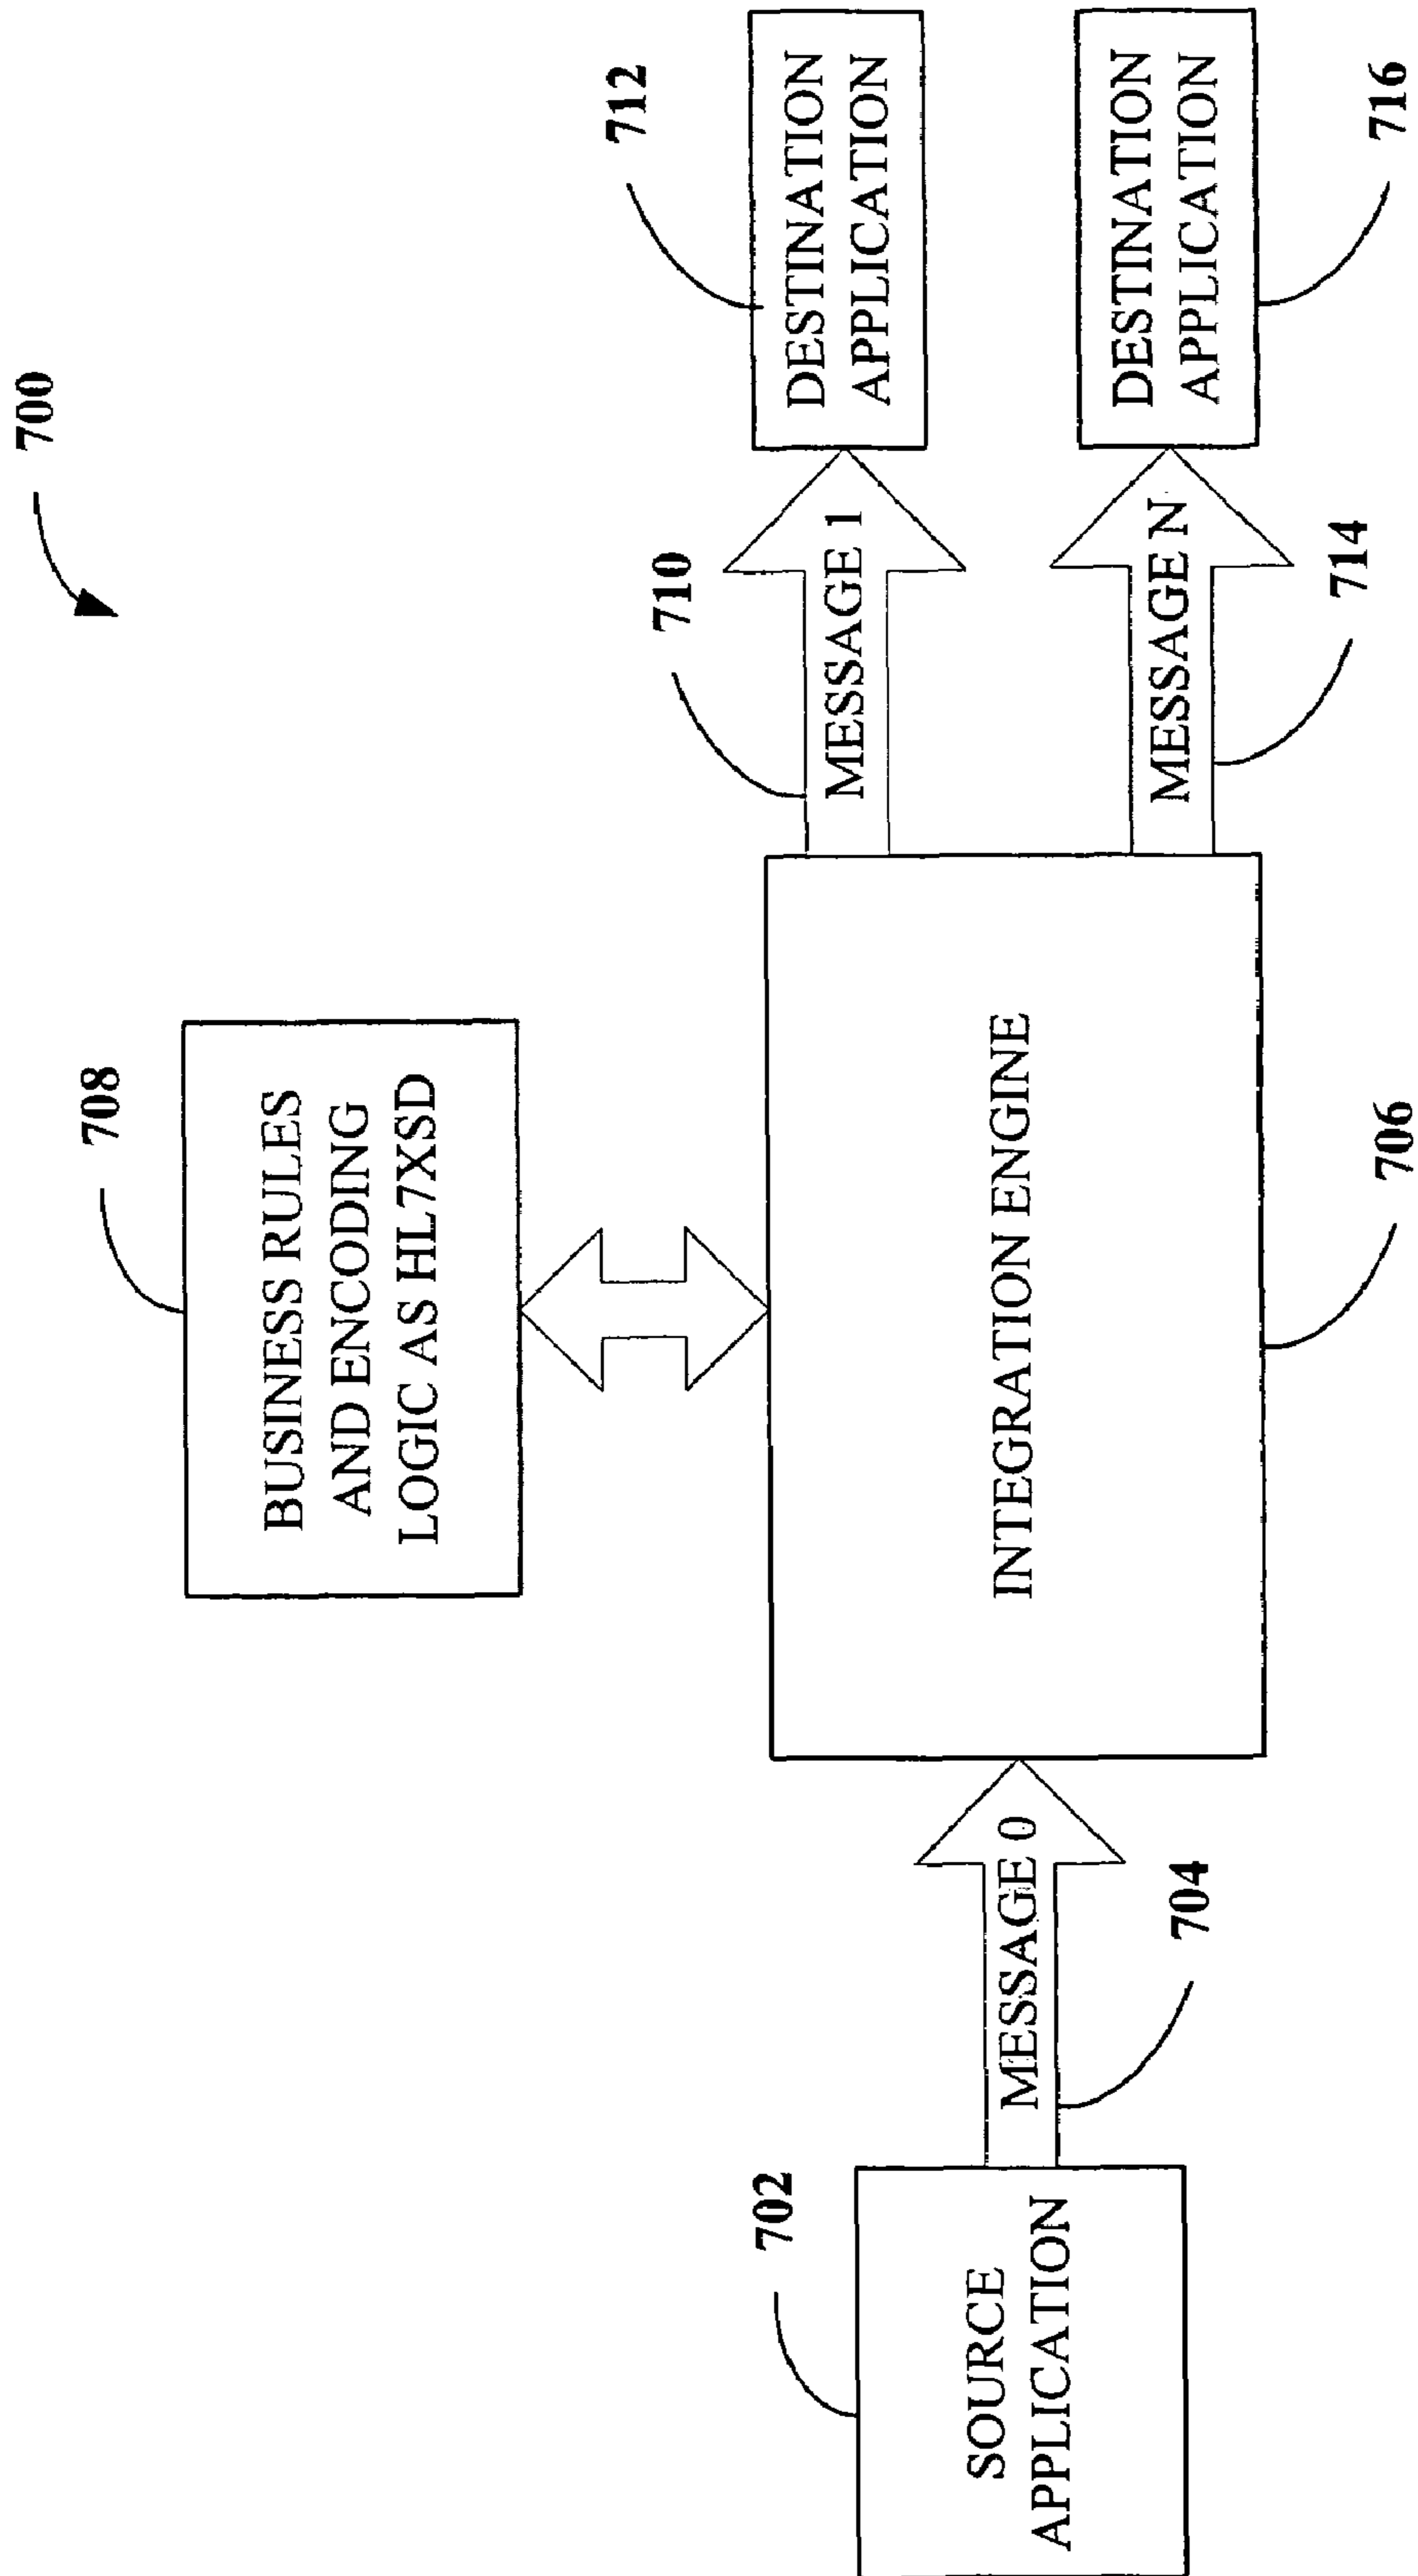 700
708
BUSINESS RULES
AND ENCODING
LOGIC AS HL7XSD
702
SOURCE
APPLICATION
MESSAGE 0
704
INTEGRATION ENGINE
706
710
MESSAGE 1
712
DESTINATION
APPLICATION
MESSAGE N
714
DESTINATION
APPLICATION
716